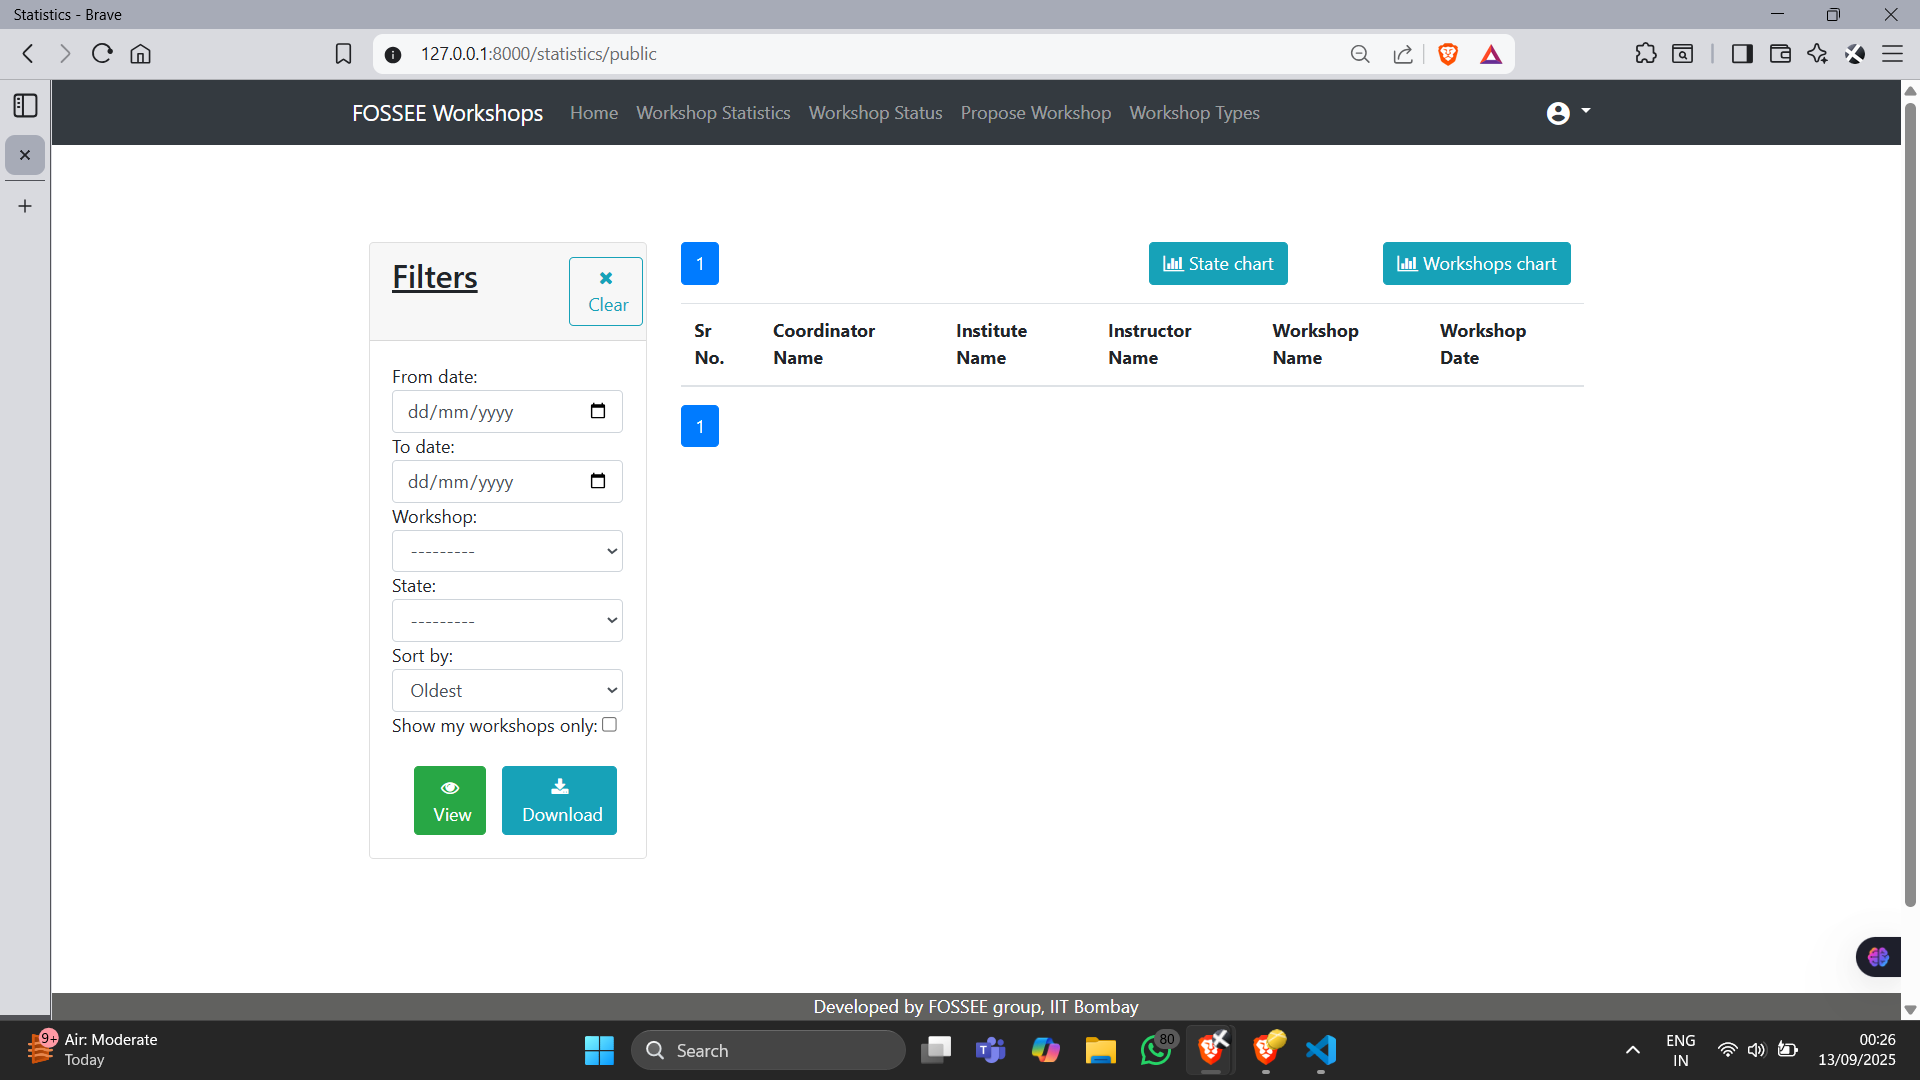 Statistics - Brave
127.0.0.1:8000/statistics/public
FOSSEE Workshops Home Workshop Statistics Workshop Status Propose Workshop Workshop Types
Filters
Clear
From date:
dd/mm/yyyy
To date:
dd/mm/yyyy
Workshop:
---------
State:
---------
Sort by:
Oldest
Show my workshops only:
View
Download
1
State chart
Workshops chart
Sr No.
Coordinator Name
Institute Name
Instructor Name
Workshop Name
Workshop Date
1
Developed by FOSSEE group, IIT Bombay
9+
Air: Moderate
Today
Search
80
ENG
IN
00:26
13/09/2025